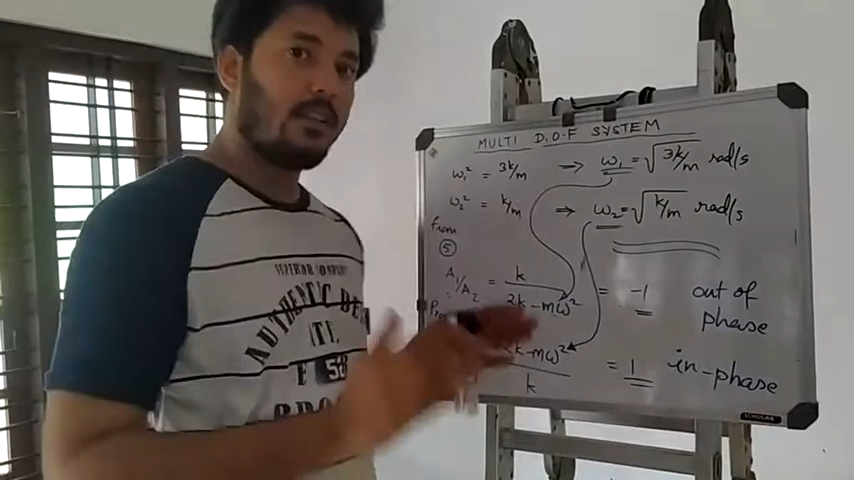 MULTI D.O.F SYSTEM
ω₁² = 3k/m → ω₁ = √3k/m rad/s
ω₂² = k/m → ω₂ = √k/m rad/s
From
⑤
A₁/A₂ = k / 2k-mω² = -1 Out of phase
2k-mω² / k = 1 in-phase
AUTHENTIC